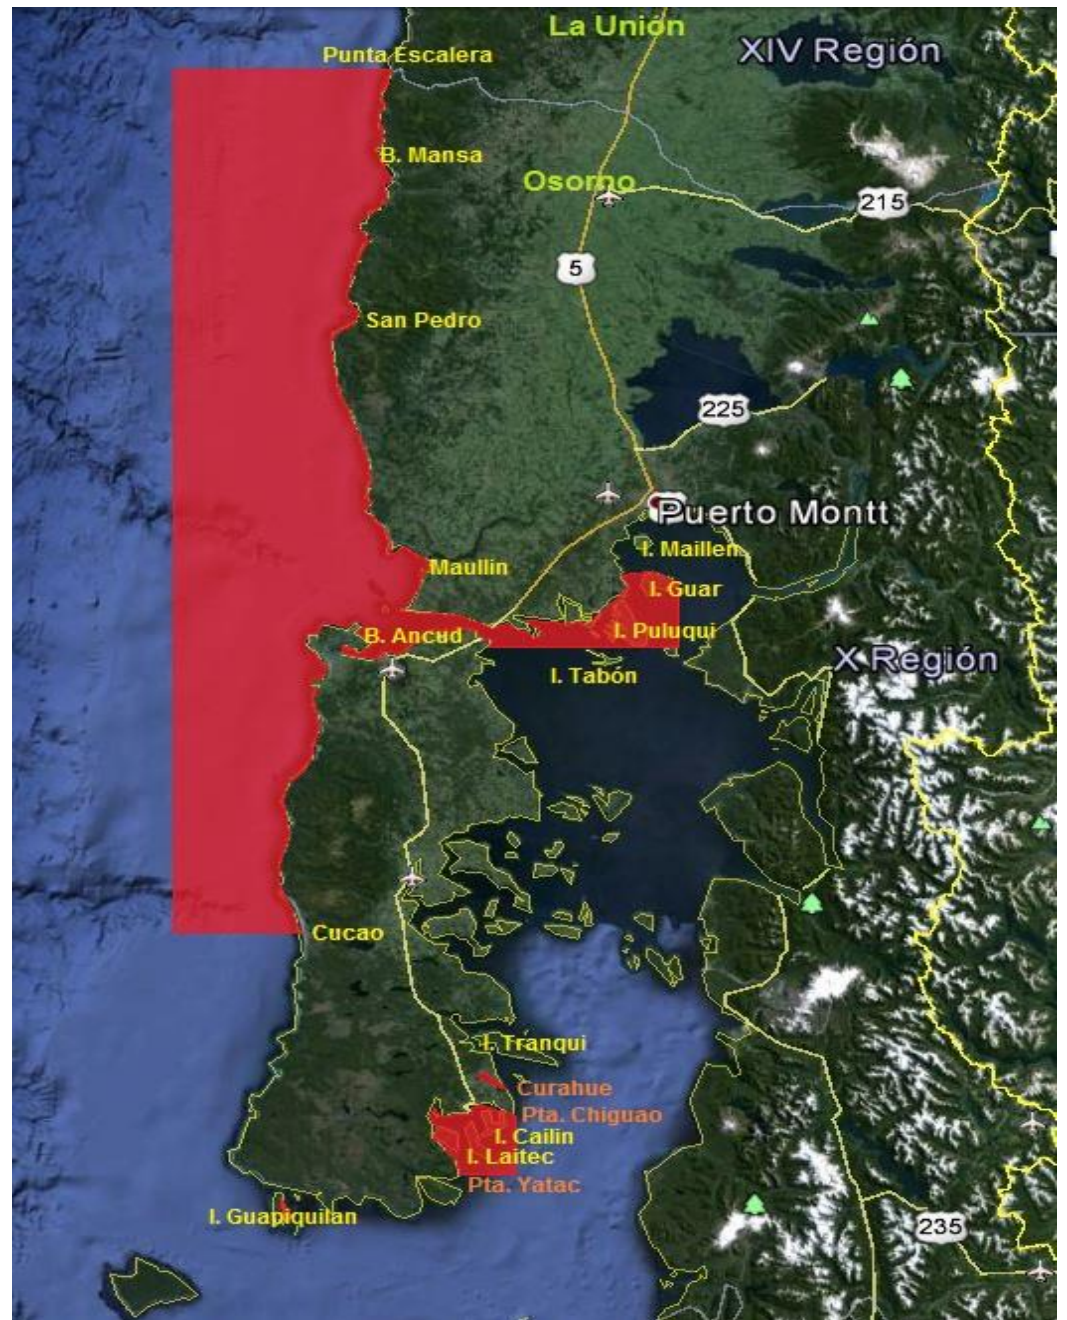 La Unión
Punta Escalera
XIV Región
B. Mansa
Osorno
215
5
San Pedro
225
Puerto Montt
I. Maillen
Maullin
I. Guar
B. Ancud
I. Puluqui
X Región
I. Tabón
Cucao
I. Tranqui
Curahue
Pta. Chiguao
I. Cailin
I. Laitec
Pta. Yatac
I. Guapiquilan
235